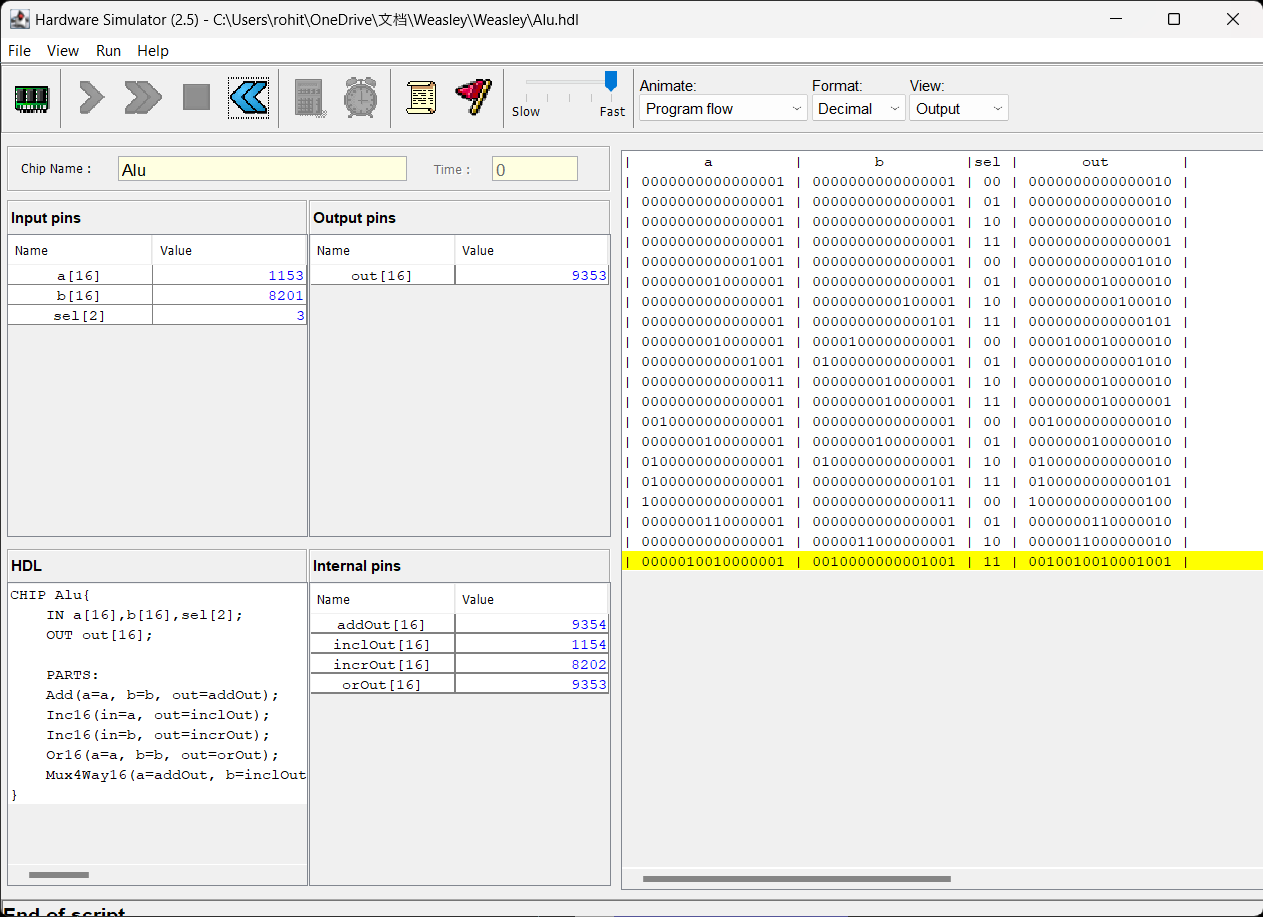 Hardware Simulator (2.5) - C:\Users\rohit\OneDrive\文档\Weasley\Weasley\Alu.hdl
File View Run Help
Slow Fast
Animate: Format: View:
Program flow Decimal Output
Chip Name : Alu Time : 0
Input pins
Name Value
a[16] 1153
b[16] 8201
sel[2] 3
Output pins
Name Value
out[16] 9353
HDL
CHIP Alu{
IN a[16],b[16],sel[2];
OUT out[16];
PARTS:
Add(a=a, b=b, out=addOut);
Inc16(in=a, out=inclOut);
Inc16(in=b, out=incrOut);
Or16(a=a, b=b, out=orOut);
Mux4Way16(a=addOut, b=inclOut
}
Internal pins
Name Value
addOut[16] 9354
inclOut[16] 1154
incrOut[16] 8202
orOut[16] 9353
| a | b |sel | out |
| 0000000000000001 | 0000000000000001 | 00 | 0000000000000010 |
| 0000000000000001 | 0000000000000001 | 01 | 0000000000000010 |
| 0000000000000001 | 0000000000000001 | 10 | 0000000000000010 |
| 0000000000000001 | 0000000000000001 | 11 | 0000000000000001 |
| 0000000000001001 | 0000000000000001 | 00 | 0000000000001010 |
| 0000000010000001 | 0000000000000001 | 01 | 0000000010000010 |
| 0000000000000001 | 0000000000100001 | 10 | 0000000000100010 |
| 0000000000000001 | 0000000000000101 | 11 | 0000000000000101 |
| 0000000010000001 | 0000100000000001 | 00 | 0000100010000010 |
| 0000000000001001 | 0100000000000001 | 01 | 0000000000001010 |
| 0000000000000011 | 0000000010000001 | 10 | 0000000010000010 |
| 0000000000000001 | 0000000010000001 | 11 | 0000000010000001 |
| 0010000000000001 | 0000000000000001 | 00 | 0010000000000010 |
| 0000000100000001 | 0000000100000001 | 01 | 0000000100000010 |
| 0100000000000001 | 0100000000000001 | 10 | 0100000000000010 |
| 0100000000000001 | 0000000000000101 | 11 | 0100000000000101 |
| 1000000000000001 | 0000000000000011 | 00 | 1000000000000100 |
| 0000000110000001 | 0000000000000001 | 01 | 0000000110000010 |
| 0000000000000001 | 0000011000000001 | 10 | 0000011000000010 |
| 0000010010000001 | 0010000000001001 | 11 | 0010010010001001 |
End of script